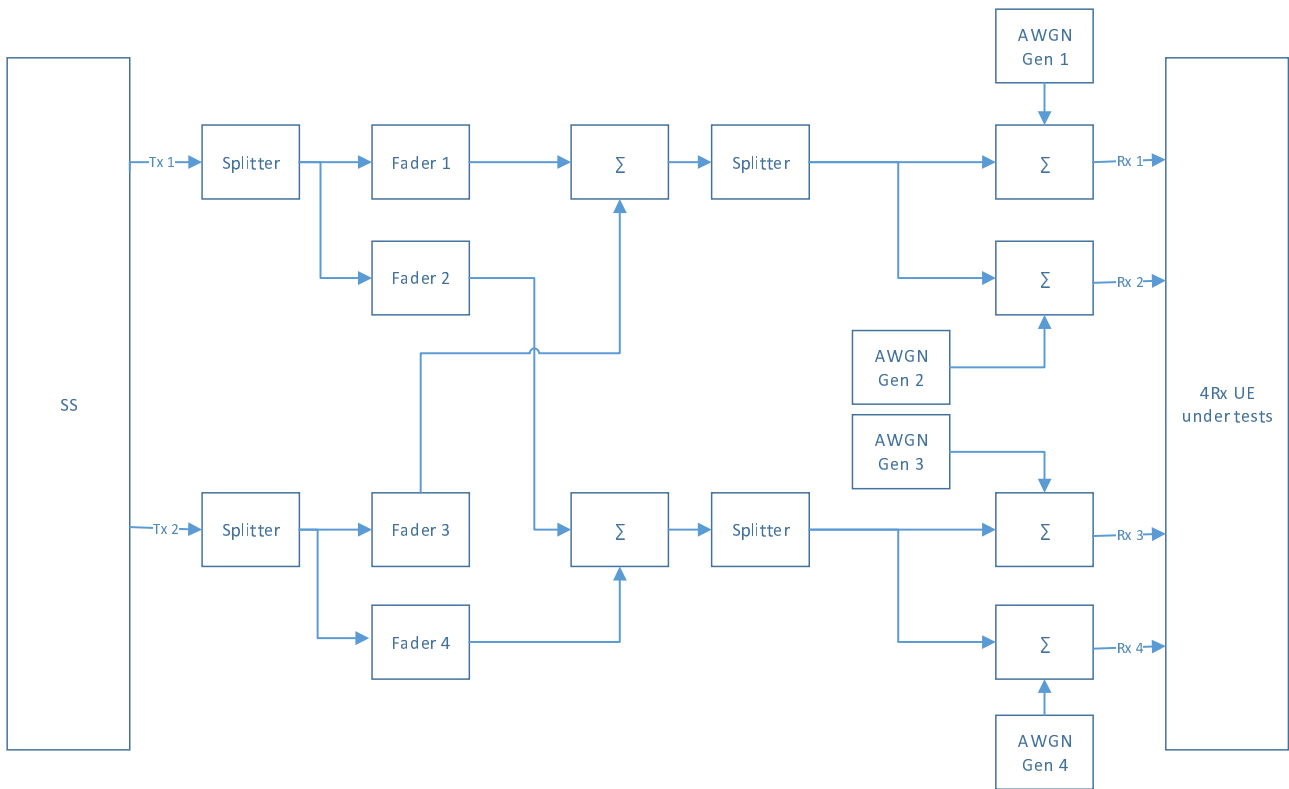 AWGN
Gen 1
Tx 1
Splitter
Fader 1
Σ
Splitter
Σ
Rx 1
Fader 2
Σ
Rx 2
AWGN
Gen 2
SS
4Rx UE
under tests
AWGN
Gen 3
Tx 2
Splitter
Fader 3
Σ
Splitter
Σ
Rx 3
Fader 4
Σ
Rx 4
AWGN
Gen 4